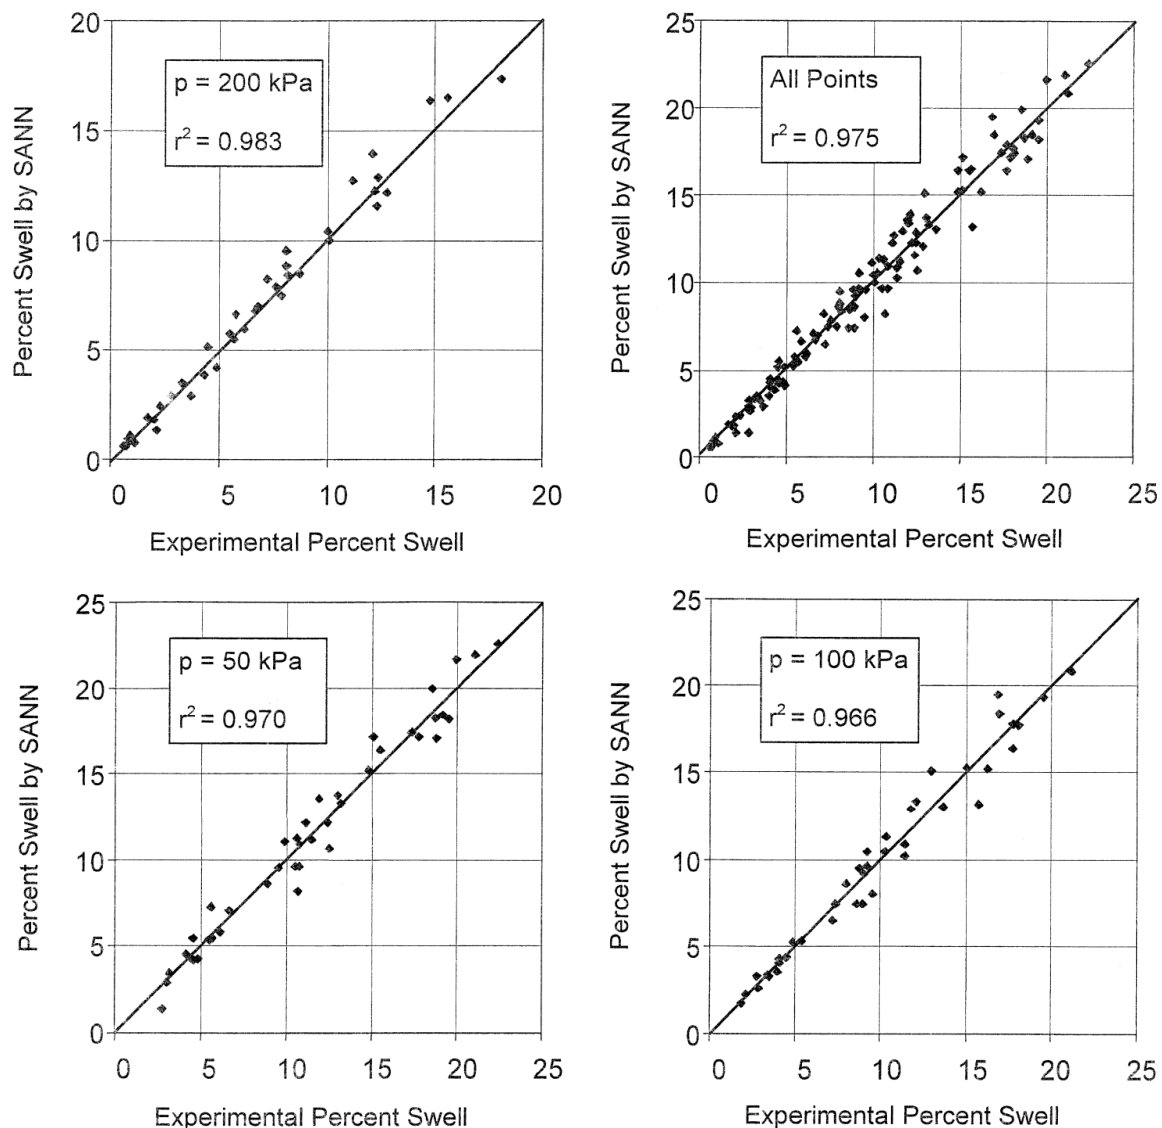 20
15
10
5
0
Percent Swell by SANN
p = 200 kPa
r² = 0.983
0 5 10 15 20
Experimental Percent Swell
25
20
15
10
5
0
Percent Swell by SANN
All Points
r² = 0.975
0 5 10 15 20 25
Experimental Percent Swell
25
20
15
10
5
0
Percent Swell by SANN
p = 50 kPa
r² = 0.970
0 5 10 15 20 25
Experimental Percent Swell
25
20
15
10
5
0
Percent Swell by SANN
p = 100 kPa
r² = 0.966
0 5 10 15 20 25
Experimental Percent Swell